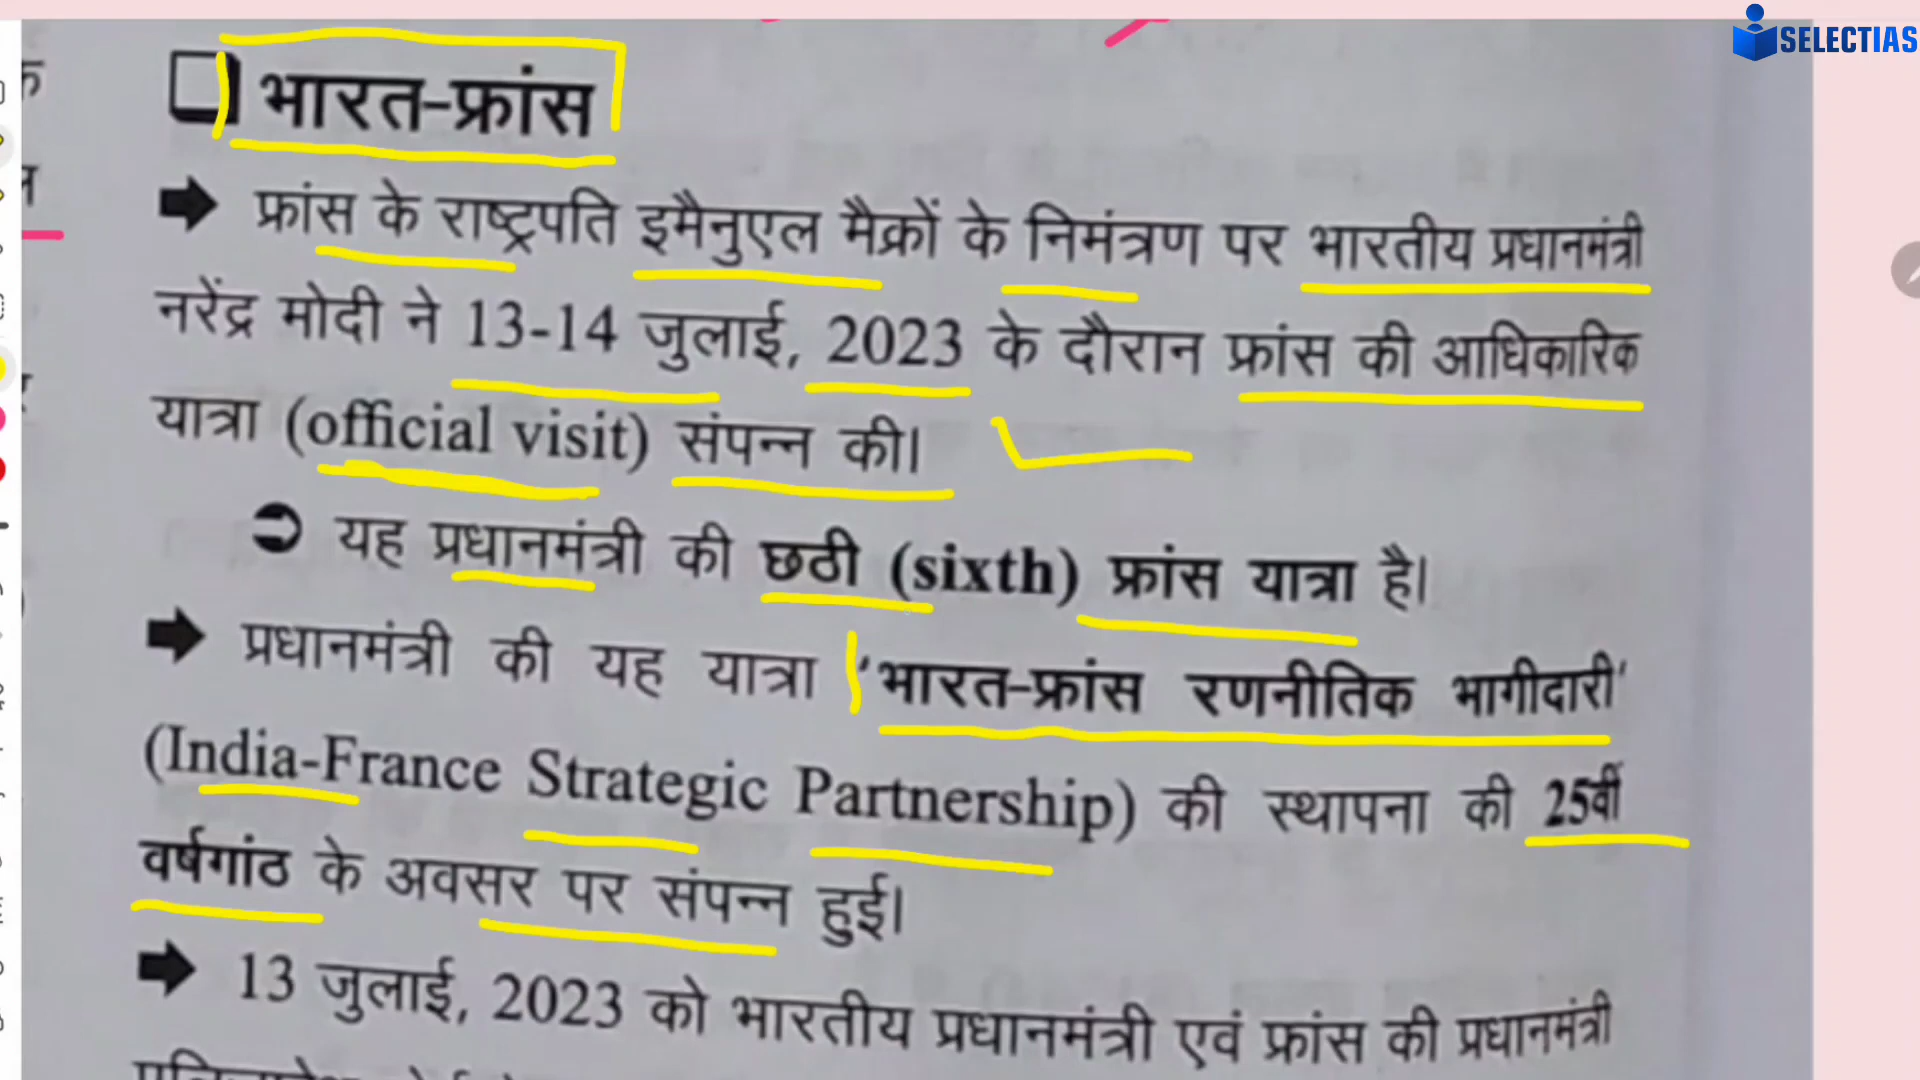 SELECTIAS
भारत-फ्रांस
फ्रांस के राष्ट्रपति इमैनुएल मैक्रों के निमंत्रण पर भारतीय प्रधानमंत्री
नरेंद्र मोदी ने 13-14 जुलाई, 2023 के दौरान फ्रांस की आधिकारिक
यात्रा (official visit) संपन्न की।
यह प्रधानमंत्री की छठी (sixth) फ्रांस यात्रा है।
प्रधानमंत्री की यह यात्रा ‘भारत-फ्रांस रणनीतिक भागीदारी’
(India-France Strategic Partnership) की स्थापना की 25वीं
वर्षगांठ के अवसर पर संपन्न हुई।
13 जुलाई, 2023 को भारतीय प्रधानमंत्री एवं फ्रांस की प्रधानमंत्री